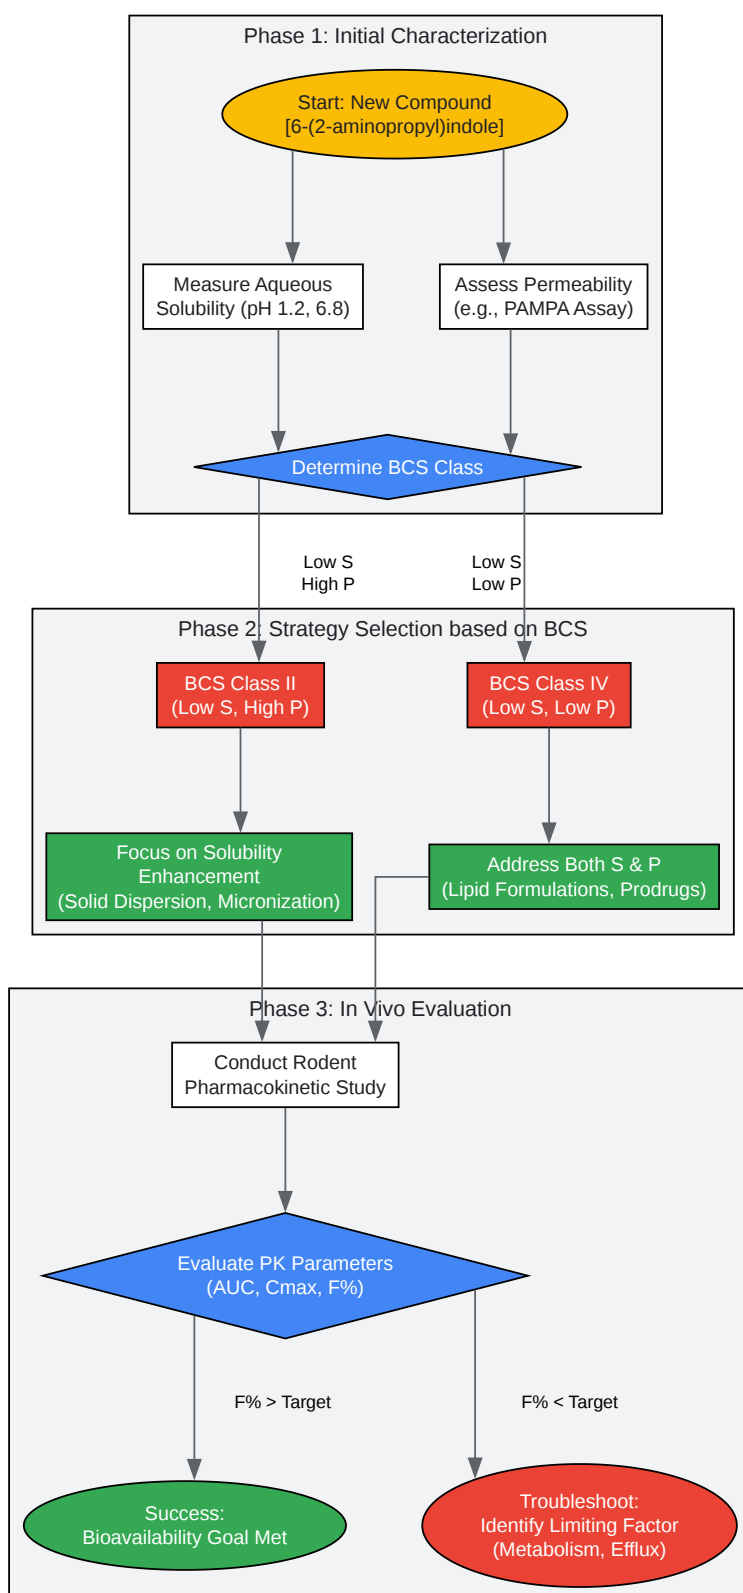 Phase 1: Initial Characterization
Start: New Compound
[6-(2-aminopropyl)indole]
Measure Aqueous
Solubility (pH 1.2, 6.8)
Assess Permeability
(e.g., PAMPA Assay)
Determine BCS Class
Low S
High P
Low S
Low P
Phase 2: Strategy Selection based on BCS
BCS Class II
(Low S, High P)
BCS Class IV
(Low S, Low P)
Focus on Solubility
Enhancement
(Solid Dispersion, Micronization)
Address Both S & P
(Lipid Formulations, Prodrugs)
Phase 3: In Vivo Evaluation
Conduct Rodent
Pharmacokinetic Study
Evaluate PK Parameters
(AUC, Cmax, F%)
F% > Target
F% < Target
Success:
Bioavailability Goal Met
Troubleshoot:
Identify Limiting Factor
(Metabolism, Efflux)